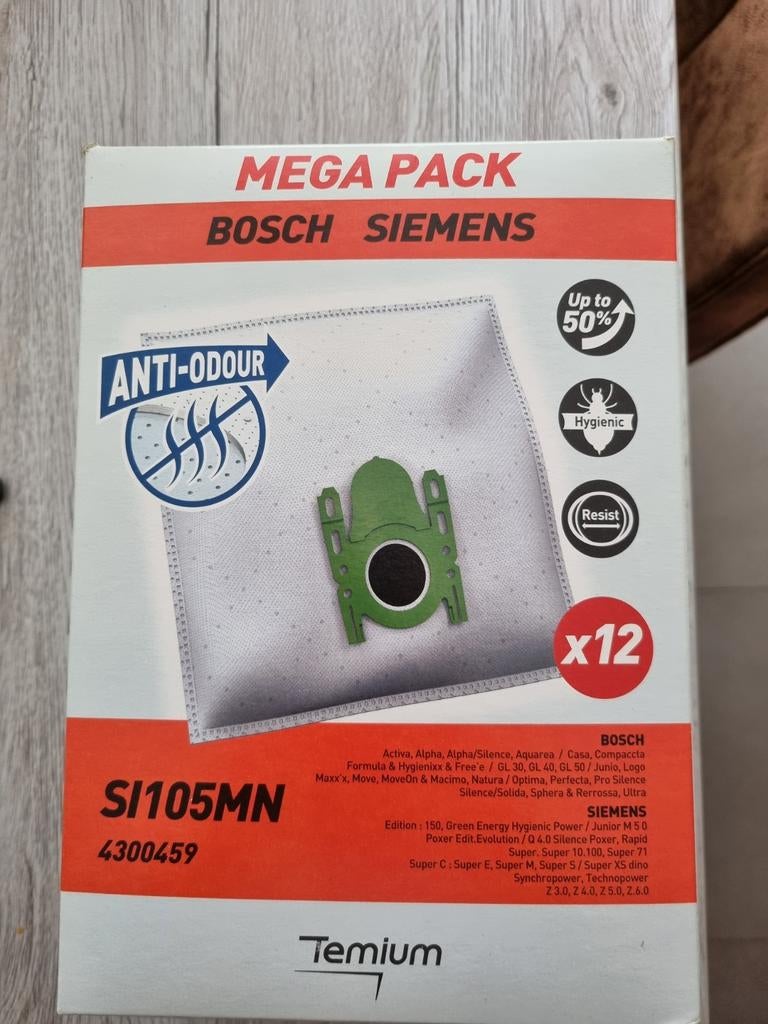 MEGA PACK
BOSCH SIEMENS
Up to
50%
ANTI-ODOUR
Hygienic
Resist
x12
BOSCH
Activa, Alpha, Alpha/Silence, Aquarea / Casa, Compaccta
Formula & Hygienixx & Free'e / GL 30, GL 40, GL 50 / Junio, Logo
Maxx'x, Move, MoveOn & Macimo, Natura / Optima, Perfecta, Pro Silence
Silence/Solida, Sphera & Rerrossa, Ultra
SI105MN
4300459
SIEMENS
Edition : 150, Green Energy Hygienic Power / Junior M 5 0
Poxer Edit.Evolution / Q 4.0 Silence Poxer, Rapid
Super. Super 10.100, Super 71
Super C : Super E, Super M, Super S / Super XS dino
Synchropower, Technopower
Z 3.0, Z 4.0, Z 5.0, Z.6.0
Temium